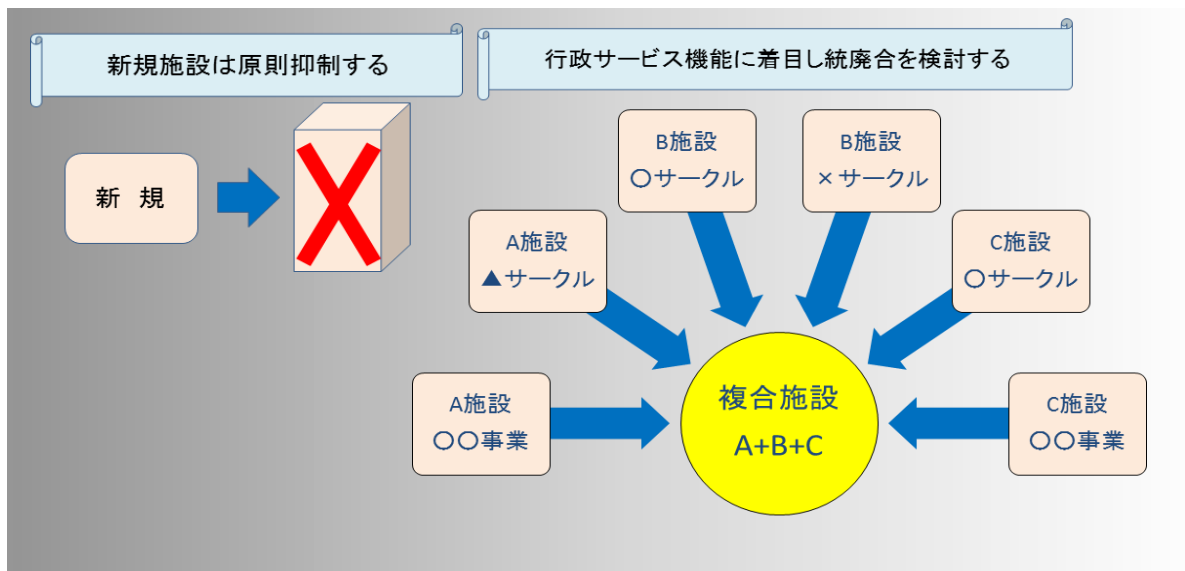 新規施設は原則抑制する
行政サービス機能に着目し統廃合を検討する
新 規
B施設
〇サークル
B施設
×サークル
A施設
▲サークル
C施設
〇サークル
A施設
〇〇事業
複合施設
A+B+C
C施設
〇〇事業